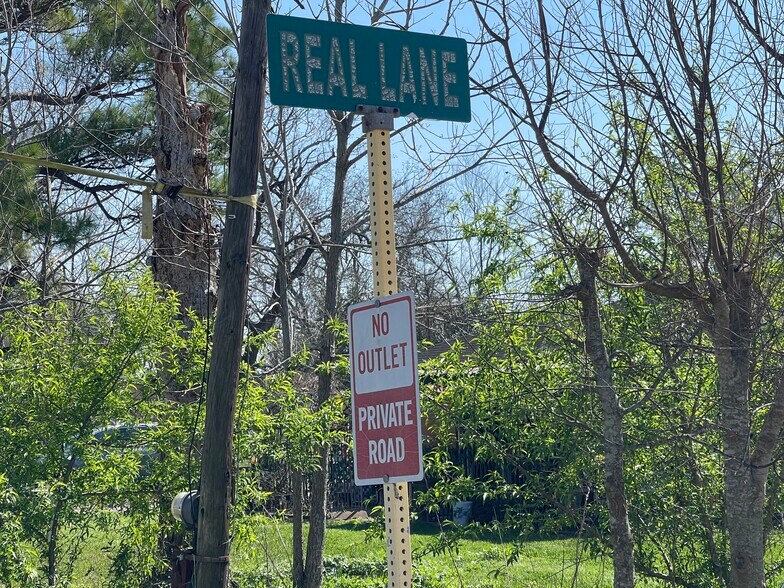 REAL LANE
NO
OUTLET
PRIVATE
ROAD